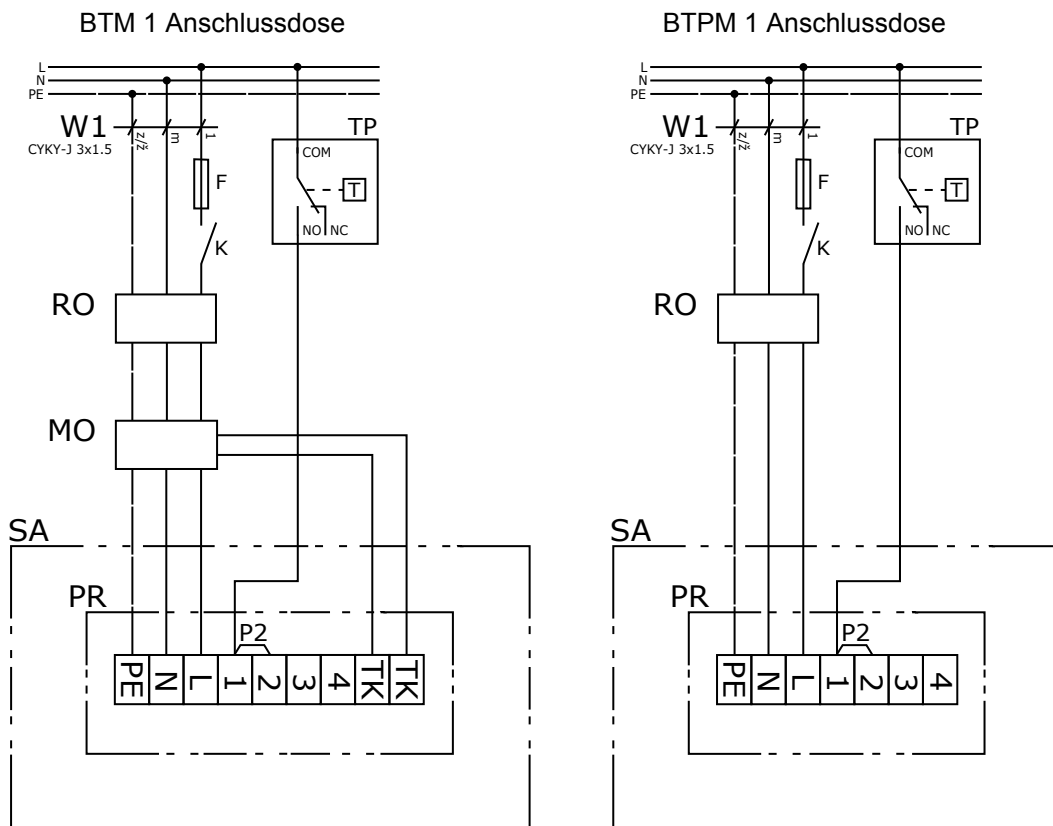 BTM 1 Anschlussdose
L
N
PE
W1
CYKY-J 3x1.5
z/ž
m
1
F
K
TP
COM
T
NO NC
RO
MO
SA
PR
P2
PE N L 1 2 3 4 TK TK
BTPM 1 Anschlussdose
L
N
PE
W1
CYKY-J 3x1.5
z/ž
m
1
F
K
TP
COM
T
NO NC
RO
SA
PR
P2
PE N L 1 2 3 4